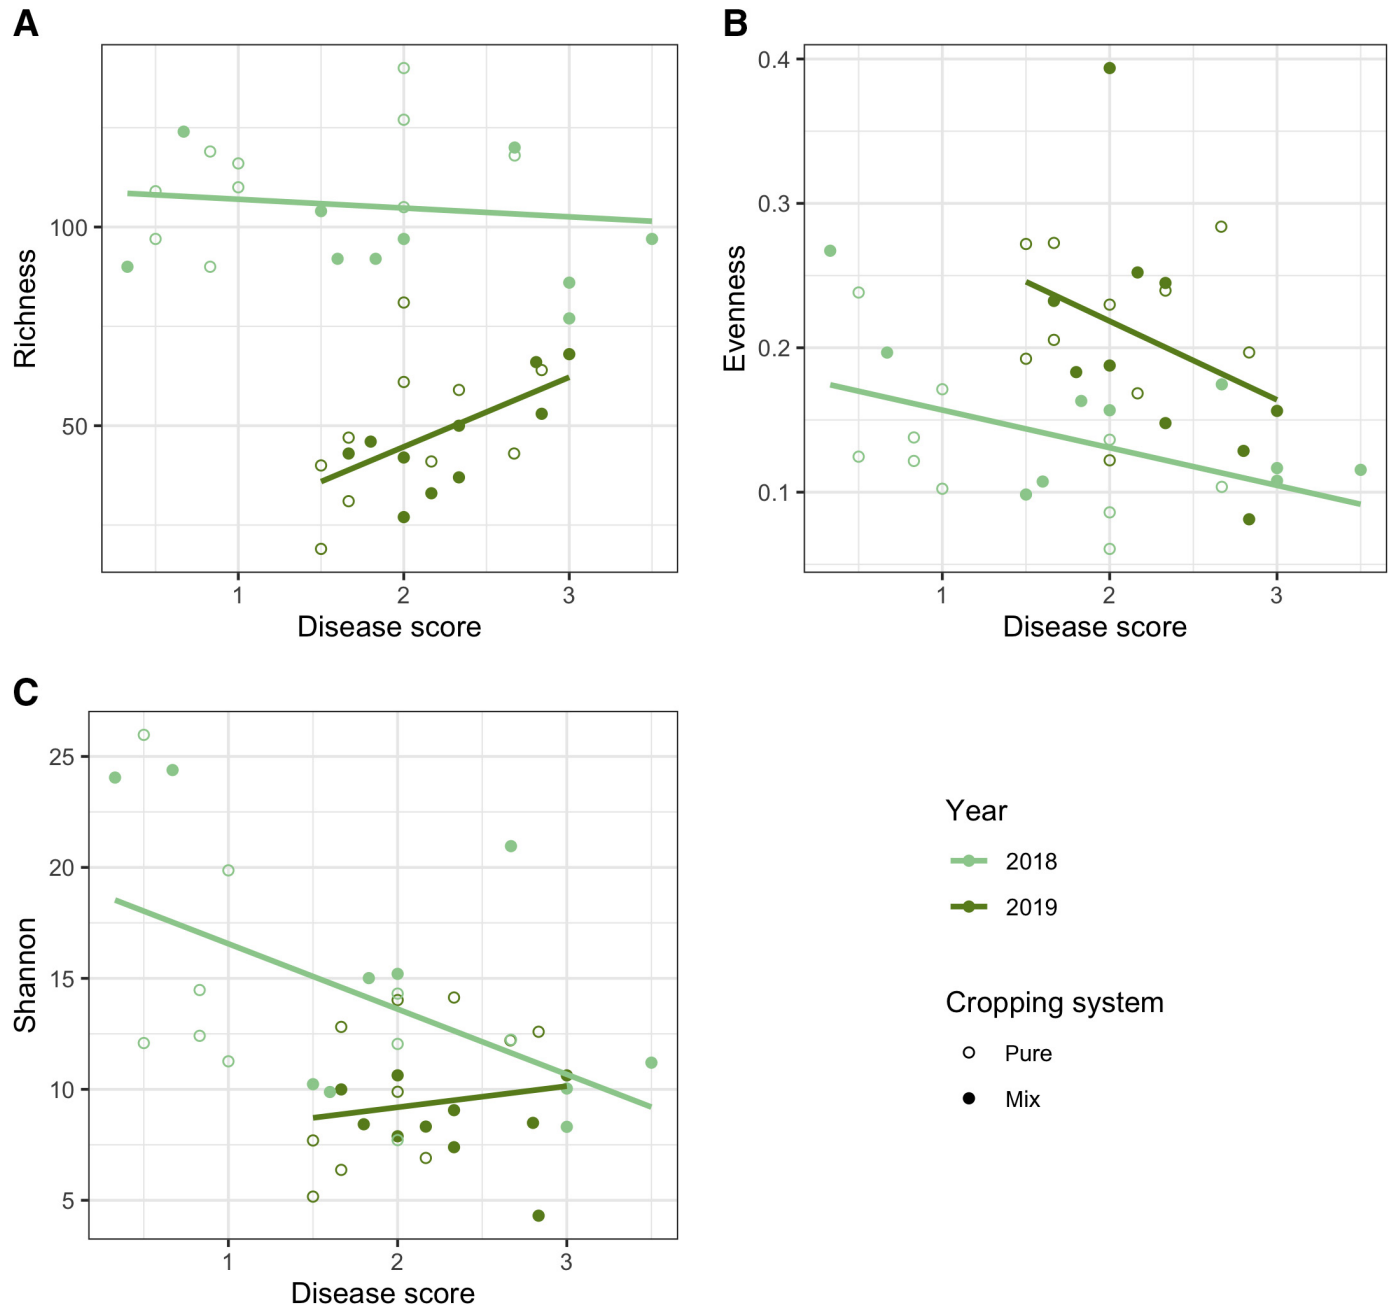 A
Richness
100
50
1 2 3
Disease score
B
Evenness
0.4
0.3
0.2
0.1
1 2 3
Disease score
C
Shannon
25
20
15
10
5
1 2 3
Disease score
Year
2018
2019
Cropping system
Pure
Mix